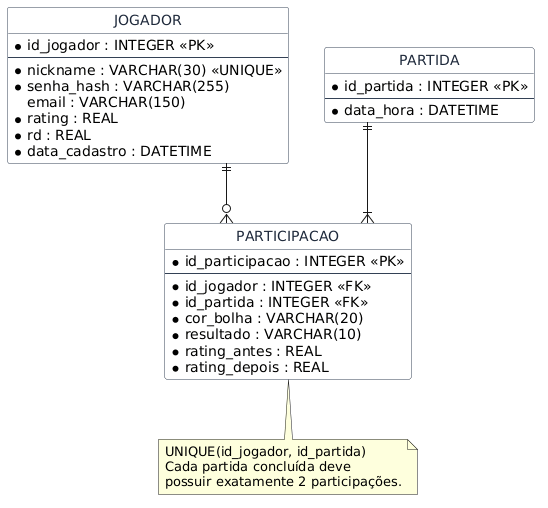 JOGADOR
id_jogador : INTEGER «PK»
nickname : VARCHAR(30) «UNIQUE»
senha_hash : VARCHAR(255)
email : VARCHAR(150)
rating : REAL
rd : REAL
data_cadastro : DATETIME
PARTIDA
id_partida : INTEGER «PK»
data_hora : DATETIME
PARTICIPACAO
id_participacao : INTEGER «PK»
id_jogador : INTEGER «FK»
id_partida : INTEGER «FK»
cor_bolha : VARCHAR(20)
resultado : VARCHAR(10)
rating_antes : REAL
rating_depois : REAL
UNIQUE(id_jogador, id_partida)
Cada partida concluída deve
possuir exatamente 2 participações.